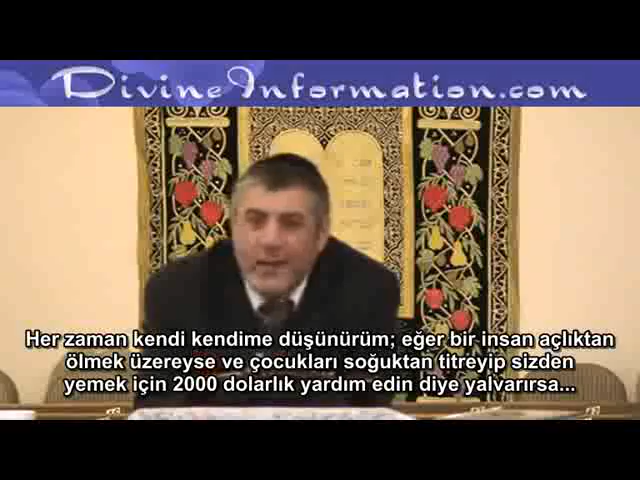 DivineInformation.com
Her zaman kendi kendime düşünürüm; eğer bir insan açlıktan
ölmek üzereyse ve çocukları soğuktan titreyip sizden
yemek için 2000 dolarlık yardım edin diye yalvarırsa...